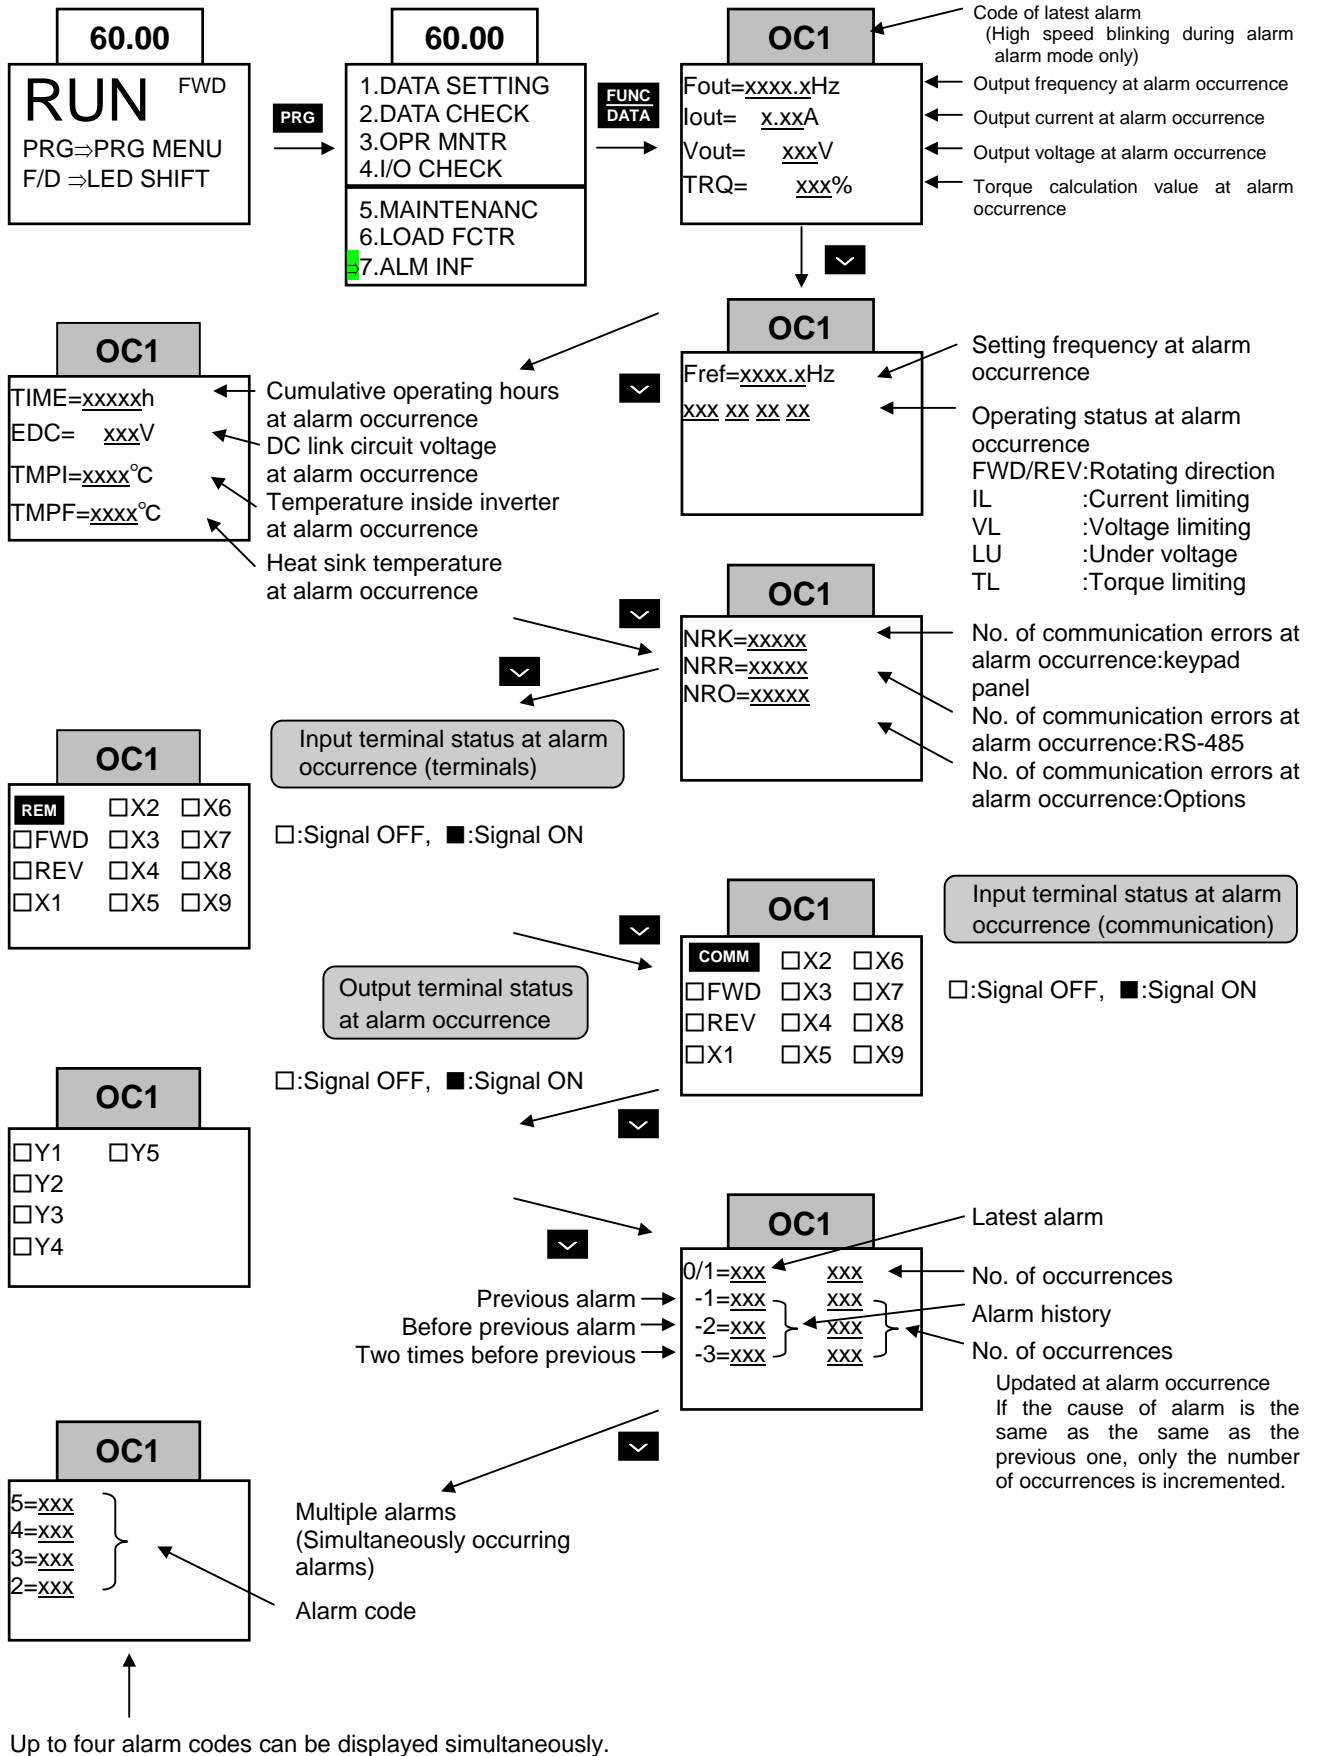 60.00
RUN FWD
PRG⇒PRG MENU
F/D ⇒LED SHIFT
PRG
60.00
1.DATA SETTING
2.DATA CHECK
3.OPR MNTR
4.I/O CHECK
5.MAINTENANC
6.LOAD FCTR
⇒7.ALM INF
FUNC
DATA
OC1
Fout=xxxx.xHz
Iout= x.xxA
Vout= xxxV
TRQ= xxx%
Code of latest alarm
(High speed blinking during alarm
alarm mode only)
Output frequency at alarm occurrence
Output current at alarm occurrence
Output voltage at alarm occurrence
Torque calculation value at alarm
occurrence
OC1
Fref=xxxx.xHz
xxx xx xx xx
Setting frequency at alarm
occurrence
Operating status at alarm
occurrence
FWD/REV:Rotating direction
IL :Current limiting
VL :Voltage limiting
LU :Under voltage
TL :Torque limiting
OC1
TIME=xxxxxh
EDC= xxxV
TMPI=xxxx℃
TMPF=xxxx℃
Cumulative operating hours
at alarm occurrence
DC link circuit voltage
at alarm occurrence
Temperature inside inverter
at alarm occurrence
Heat sink temperature
at alarm occurrence
OC1
NRK=xxxxx
NRR=xxxxx
NRO=xxxxx
No. of communication errors at
alarm occurrence:keypad
panel
No. of communication errors at
alarm occurrence:RS-485
No. of communication errors at
alarm occurrence:Options
Input terminal status at alarm
occurrence (terminals)
□:Signal OFF, ■:Signal ON
OC1
REM □X2 □X6
□FWD □X3 □X7
□REV □X4 □X8
□X1 □X5 □X9
OC1
COMM □X2 □X6
□FWD □X3 □X7
□REV □X4 □X8
□X1 □X5 □X9
Input terminal status at alarm
occurrence (communication)
□:Signal OFF, ■:Signal ON
Output terminal status
at alarm occurrence
□:Signal OFF, ■:Signal ON
OC1
□Y1 □Y5
□Y2
□Y3
□Y4
OC1
0/1=xxx xxx
-1=xxx xxx
-2=xxx xxx
-3=xxx xxx
Previous alarm
Before previous alarm
Two times before previous
Latest alarm
No. of occurrences
Alarm history
No. of occurrences
Updated at alarm occurrence
If the cause of alarm is the
same as the same as the
previous one, only the number
of occurrences is incremented.
OC1
5=xxx
4=xxx
3=xxx
2=xxx
Multiple alarms
(Simultaneously occurring
alarms)
Alarm code
Up to four alarm codes can be displayed simultaneously.